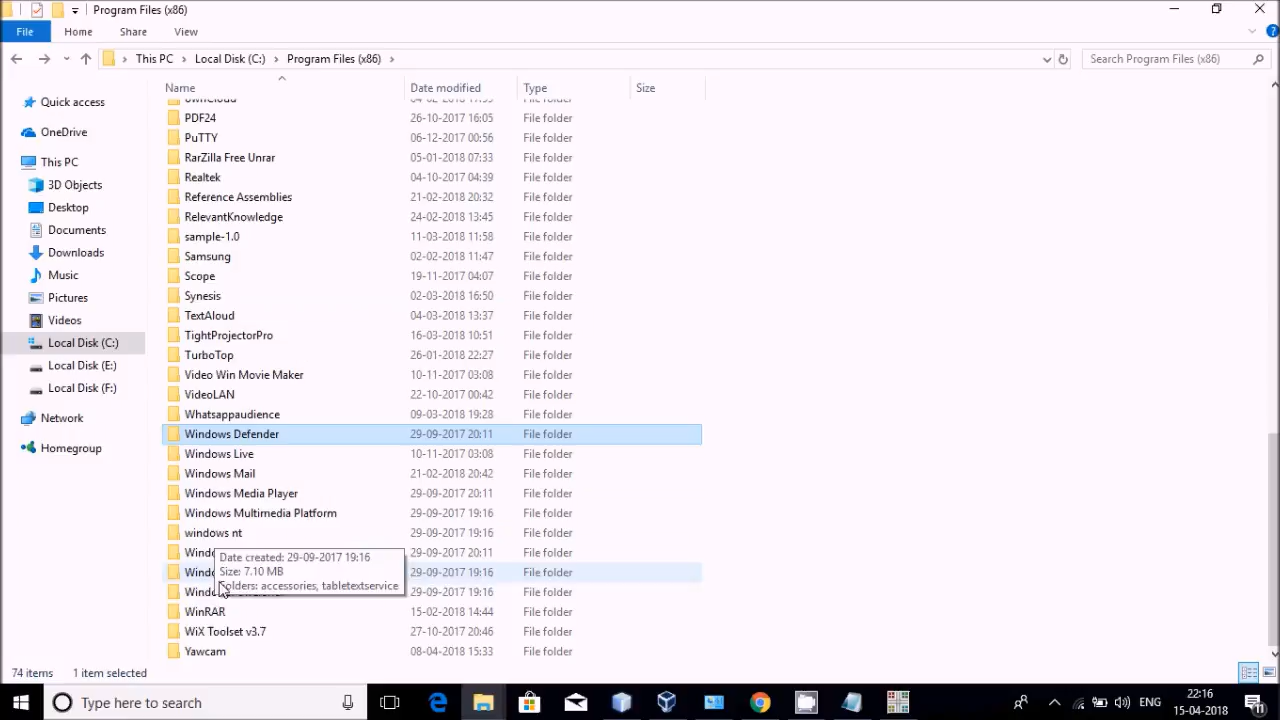 Program Files (x86)
File Home Share View
This PC Local Disk (C:) Program Files (x86) Search Program Files (x86)
Name Date modified Type Size
Quick access
OneDrive
This PC
3D Objects
Desktop
Documents
Downloads
Music
Pictures
Videos
Local Disk (C:)
Local Disk (E:)
Local Disk (F:)
Network
Homegroup
ownCloud File folder
PDF24 26-10-2017 16:05 File folder
PuTTY 06-12-2017 00:56 File folder
RarZilla Free Unrar 05-01-2018 07:33 File folder
Realtek 04-10-2017 04:39 File folder
Reference Assemblies 21-02-2018 20:32 File folder
RelevantKnowledge 24-02-2018 13:45 File folder
sample-1.0 11-03-2018 11:58 File folder
Samsung 02-02-2018 11:47 File folder
Scope 19-11-2017 04:07 File folder
Synesis 02-03-2018 16:50 File folder
TextAloud 04-03-2018 13:37 File folder
TightProjectorPro 16-03-2018 10:51 File folder
TurboTop 26-01-2018 22:27 File folder
Video Win Movie Maker 10-11-2017 03:08 File folder
VideoLAN 22-10-2017 00:42 File folder
Whatsappaudience 09-03-2018 19:28 File folder
Windows Defender 29-09-2017 20:11 File folder
Windows Live 10-11-2017 03:08 File folder
Windows Mail 21-02-2018 20:42 File folder
Windows Media Player 29-09-2017 20:11 File folder
Windows Multimedia Platform 29-09-2017 19:16 File folder
windows nt 29-09-2017 19:16 File folder
29-09-2017 20:11 File folder
29-09-2017 19:16 File folder
29-09-2017 19:16 File folder
Date created: 29-09-2017 19:16
Size: 7.10 MB
Folders: accessories, tabletextservice
WinRAR 15-02-2018 14:44 File folder
WiX Toolset v3.7 27-10-2017 20:46 File folder
Yawcam 08-04-2018 15:33 File folder
74 items 1 item selected
Type here to search ENG 22:16
15-04-2018 11